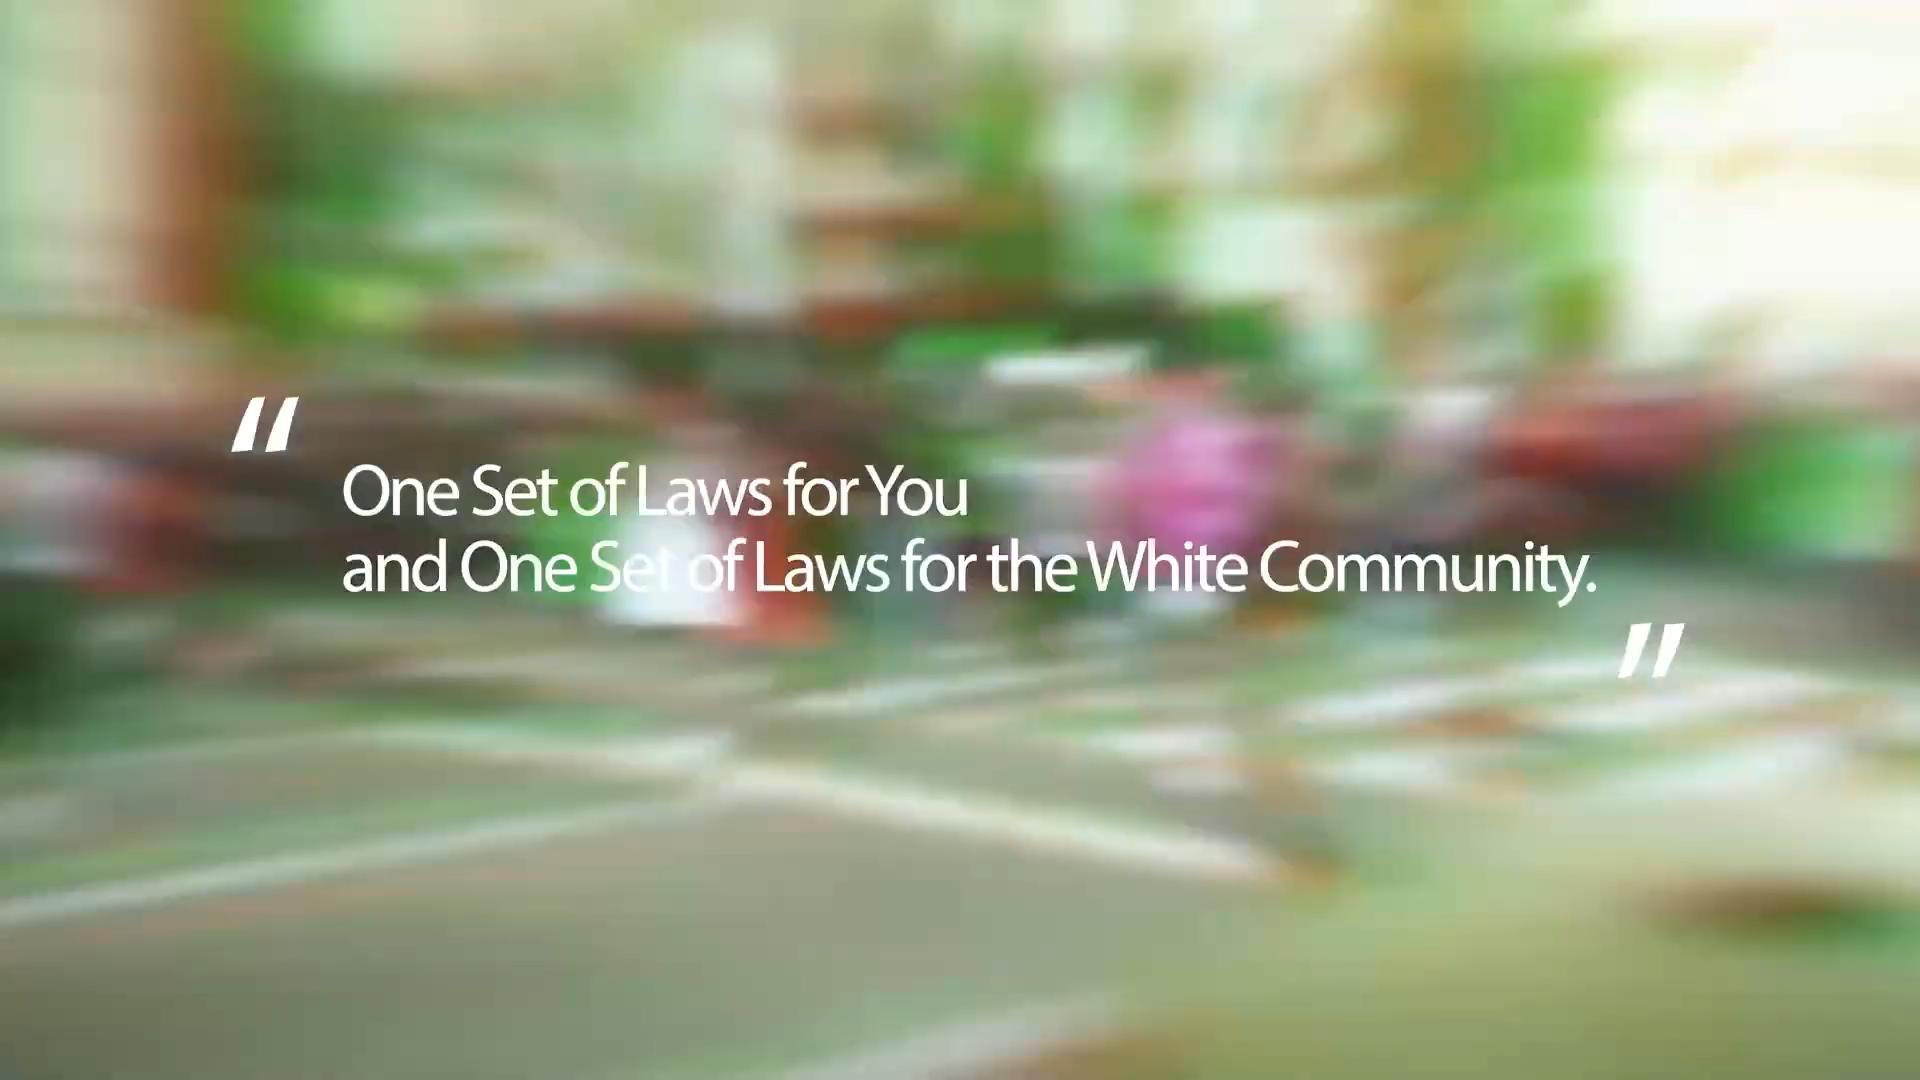 “
One Set of Laws for You
and One Set of Laws for the White Community.
”